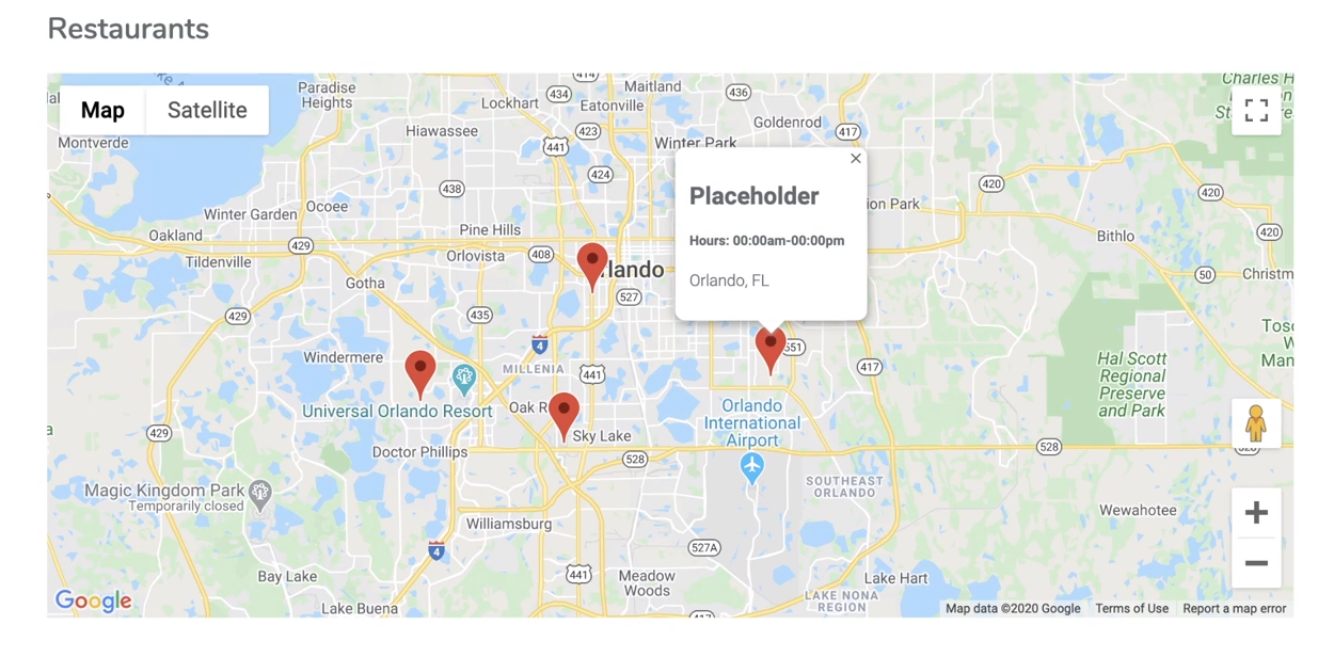 Restaurants
Map
Satellite
Paradise
Heights
Lockhart
434
Maitland
Eatonville
436
Charles H
Montverde
Hiawassee
441
423
Winter Park
Goldenrod
417
438
424
420
420
Placeholder
Hours: 00:00am-00:00pm
Orlando, FL
ion Park
Winter Garden
Ocoee
Oakland
429
Pine Hills
Bithlo
420
Tildenville
Orlovista
408
rlando
50
Christm
Gotha
527
429
435
4
551
Windermere
MILLENIA
441
417
Hal Scott
Regional
Preserve
and Park
Man
Universal Orlando Resort
Oak R
Orlando
International
Airport
429
Sky Lake
Doctor Phillips
528
528
Magic Kingdom Park
Temporarily closed
SOUTHEAST
ORLANDO
Wewahotee
Williamsburg
4
527A
Bay Lake
441
Meadow
Woods
Lake Hart
LAKE NONA
REGION
Google
Lake Buena
Map data ©2020 Google
Terms of Use
Report a map error